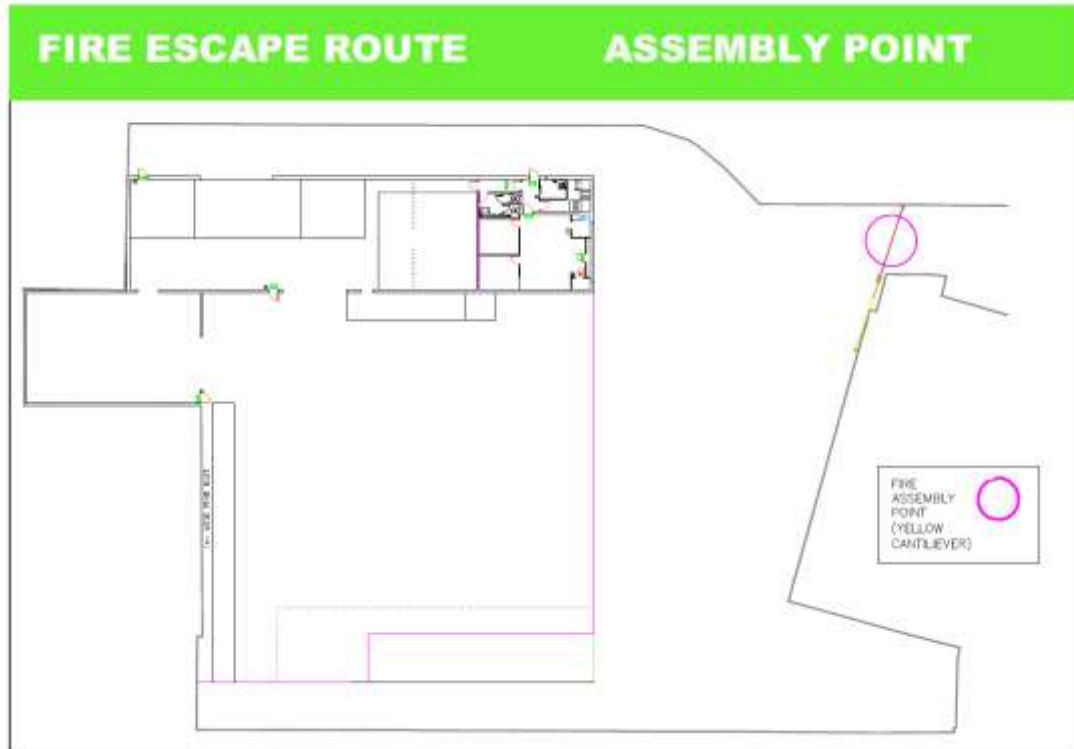 FIRE ESCAPE ROUTE
ASSEMBLY POINT
FIRE
ASSEMBLY
POINT
(YELLOW
CANTILIEVER)